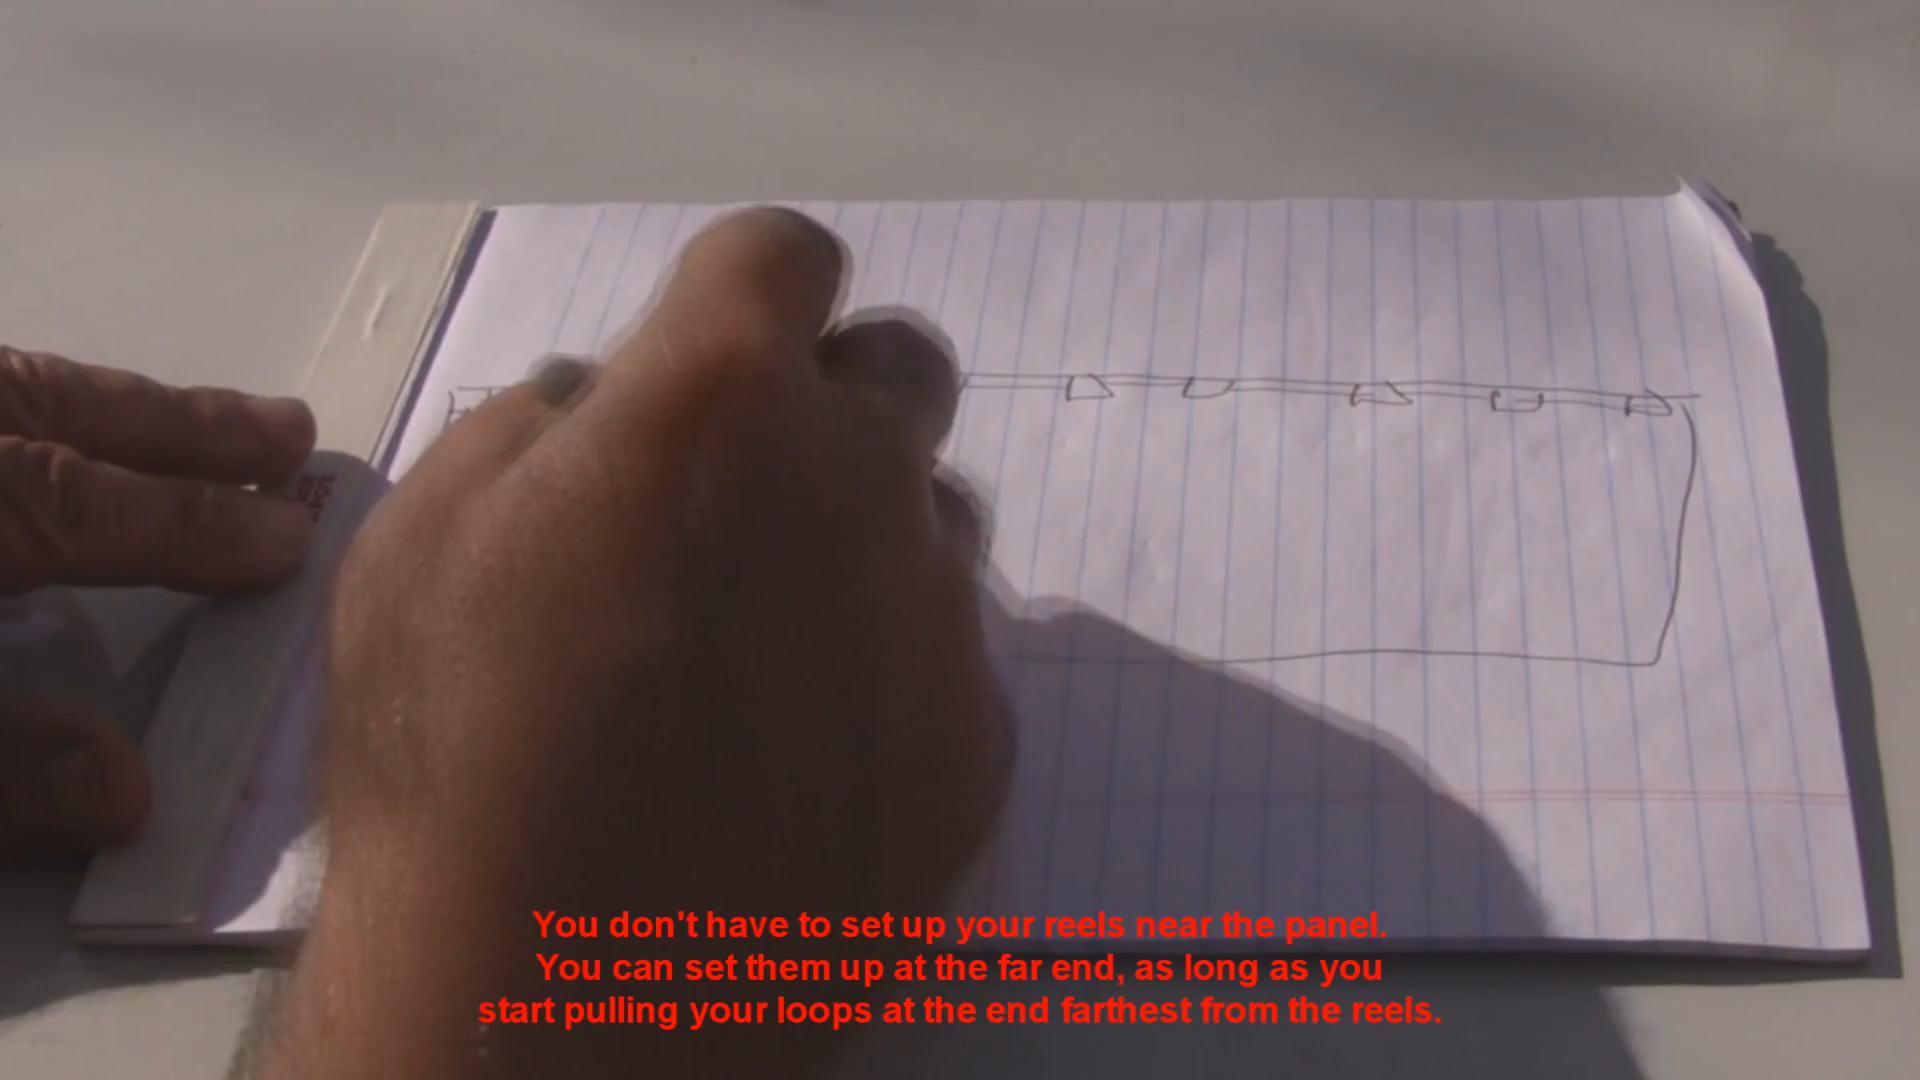 You don't have to set up your reels near the panel.
You can set them up at the far end, as long as you
start pulling your loops at the end farthest from the reels.